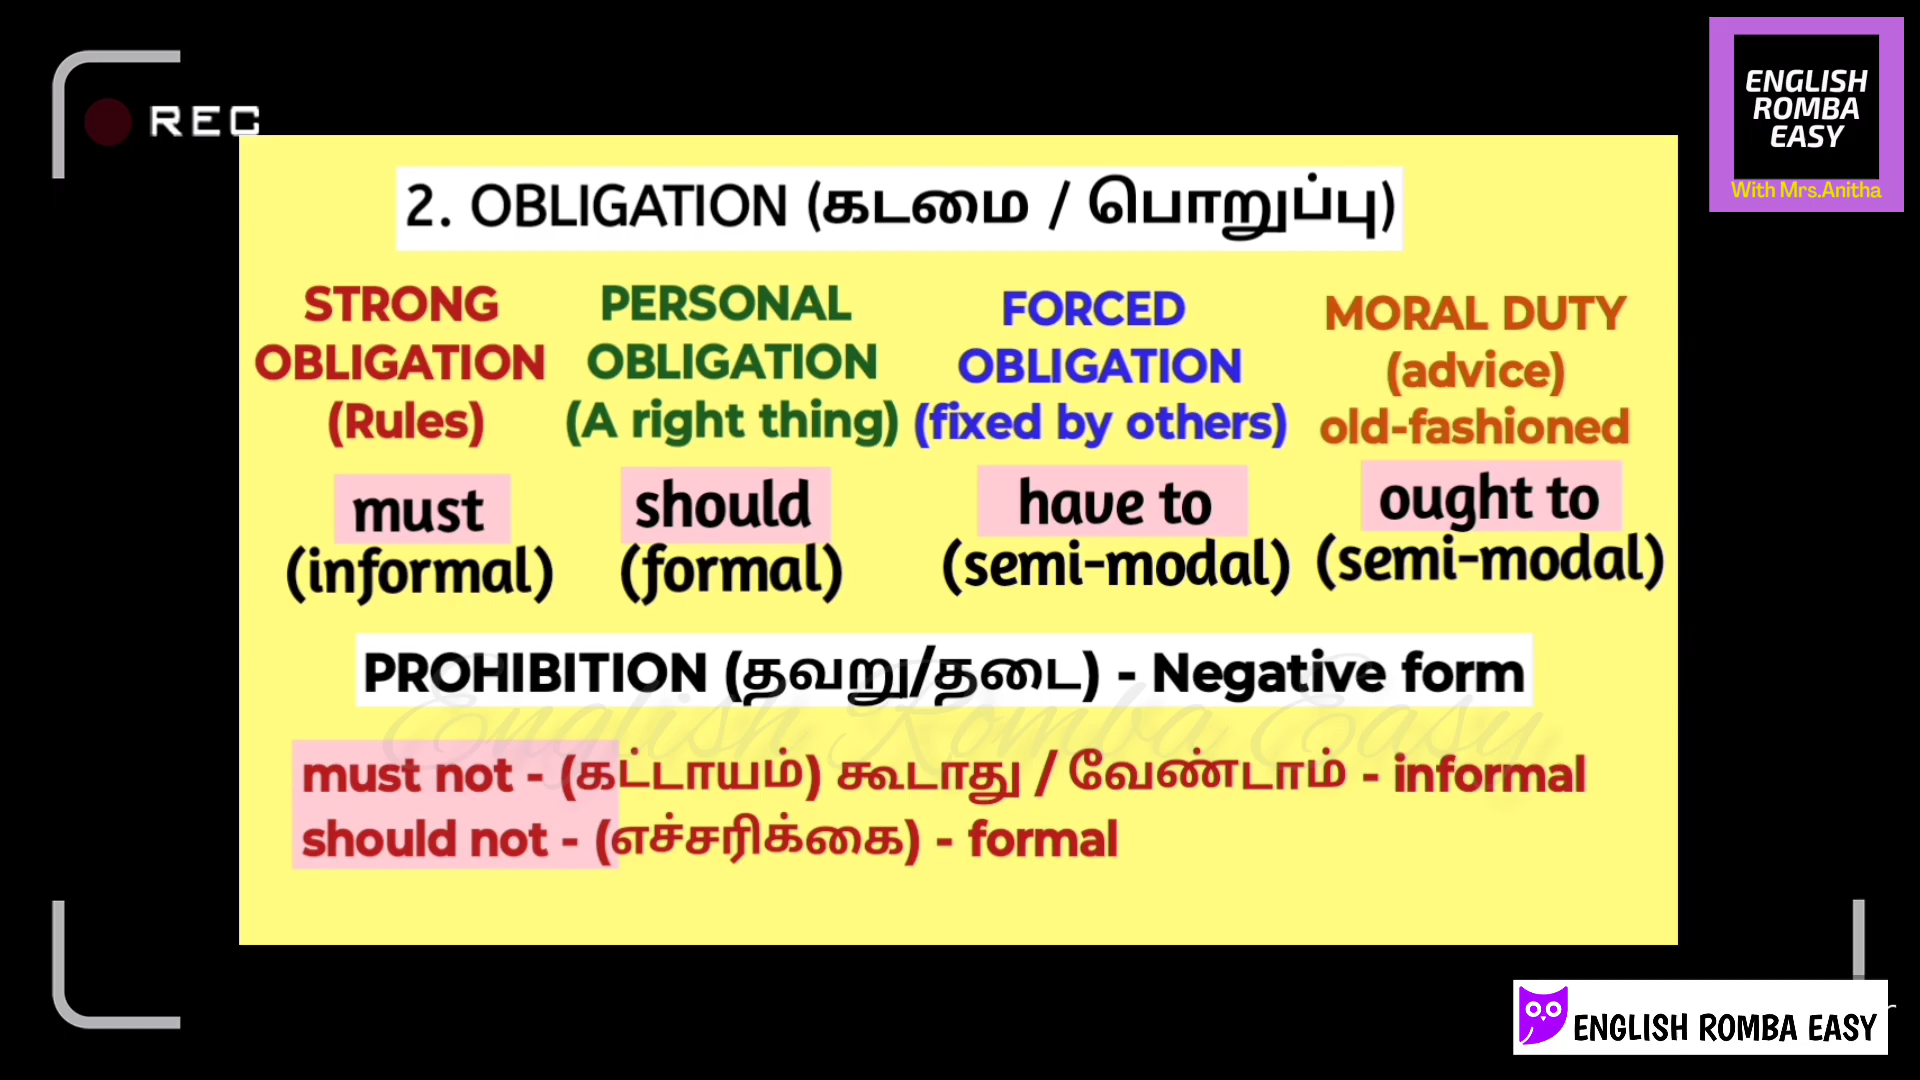 REC
ENGLISH
ROMBA
EASY
With Mrs.Anitha
2. OBLIGATION (கடமை / பொறுப்பு)
STRONG
OBLIGATION
(Rules)
must
(informal)
PERSONAL
OBLIGATION
(A right thing)
should
(formal)
FORCED
OBLIGATION
(fixed by others)
have to
(semi-modal)
MORAL DUTY
(advice)
old-fashioned
ought to
(semi-modal)
PROHIBITION (தவறு/தடை) - Negative form
English Romba Easy
must not - (கட்டாயம்) கூடாது / வேண்டாம் - informal
should not - (எச்சரிக்கை) - formal
ENGLISH ROMBA EASY